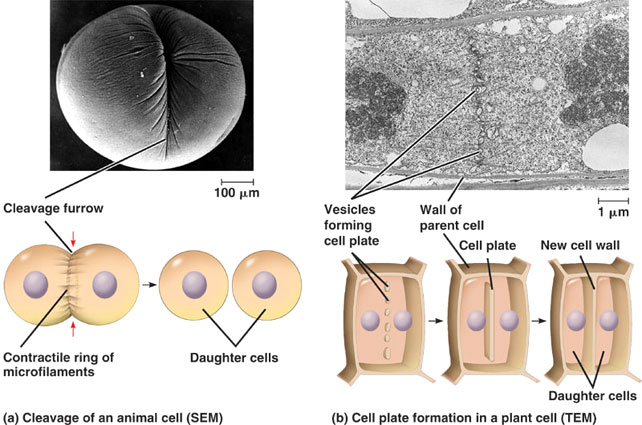 100 µm
Cleavage furrow
Contractile ring of
microfilaments
Daughter cells
(a) Cleavage of an animal cell (SEM)
1 µm
Vesicles
forming
cell plate
Wall of
parent cell
Cell plate
New cell wall
Daughter cells
(b) Cell plate formation in a plant cell (TEM)